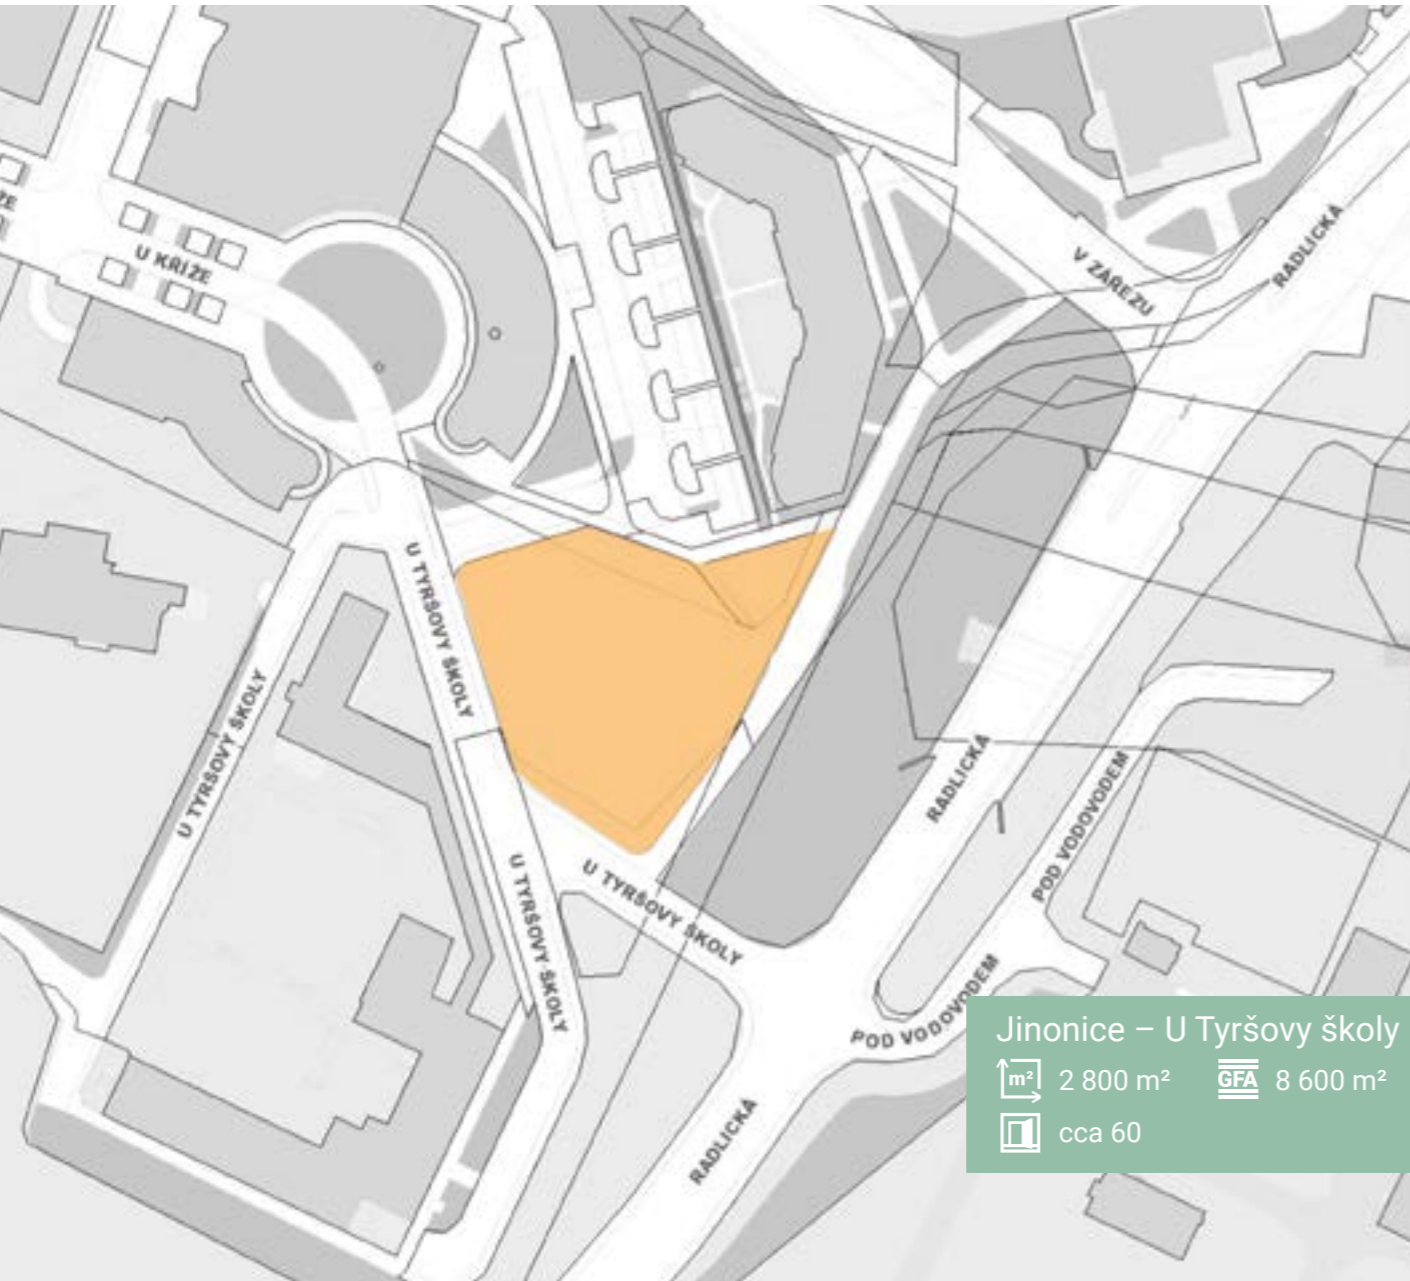 ZE
U KŘÍŽE
V ZÁŘEZU
RADLICKÁ
U TYRŠOVY ŠKOLY
U TYRŠOVY ŠKOLY
U TYRŠOVY ŠKOLY
U TYRŠOVY ŠKOLY
RADLICKÁ
POD VODOVODEM
POD VODOVODEM
RADLICKÁ
Jinonice – U Tyršovy školy
m² 2 800 m² GFA 8 600 m²
cca 60